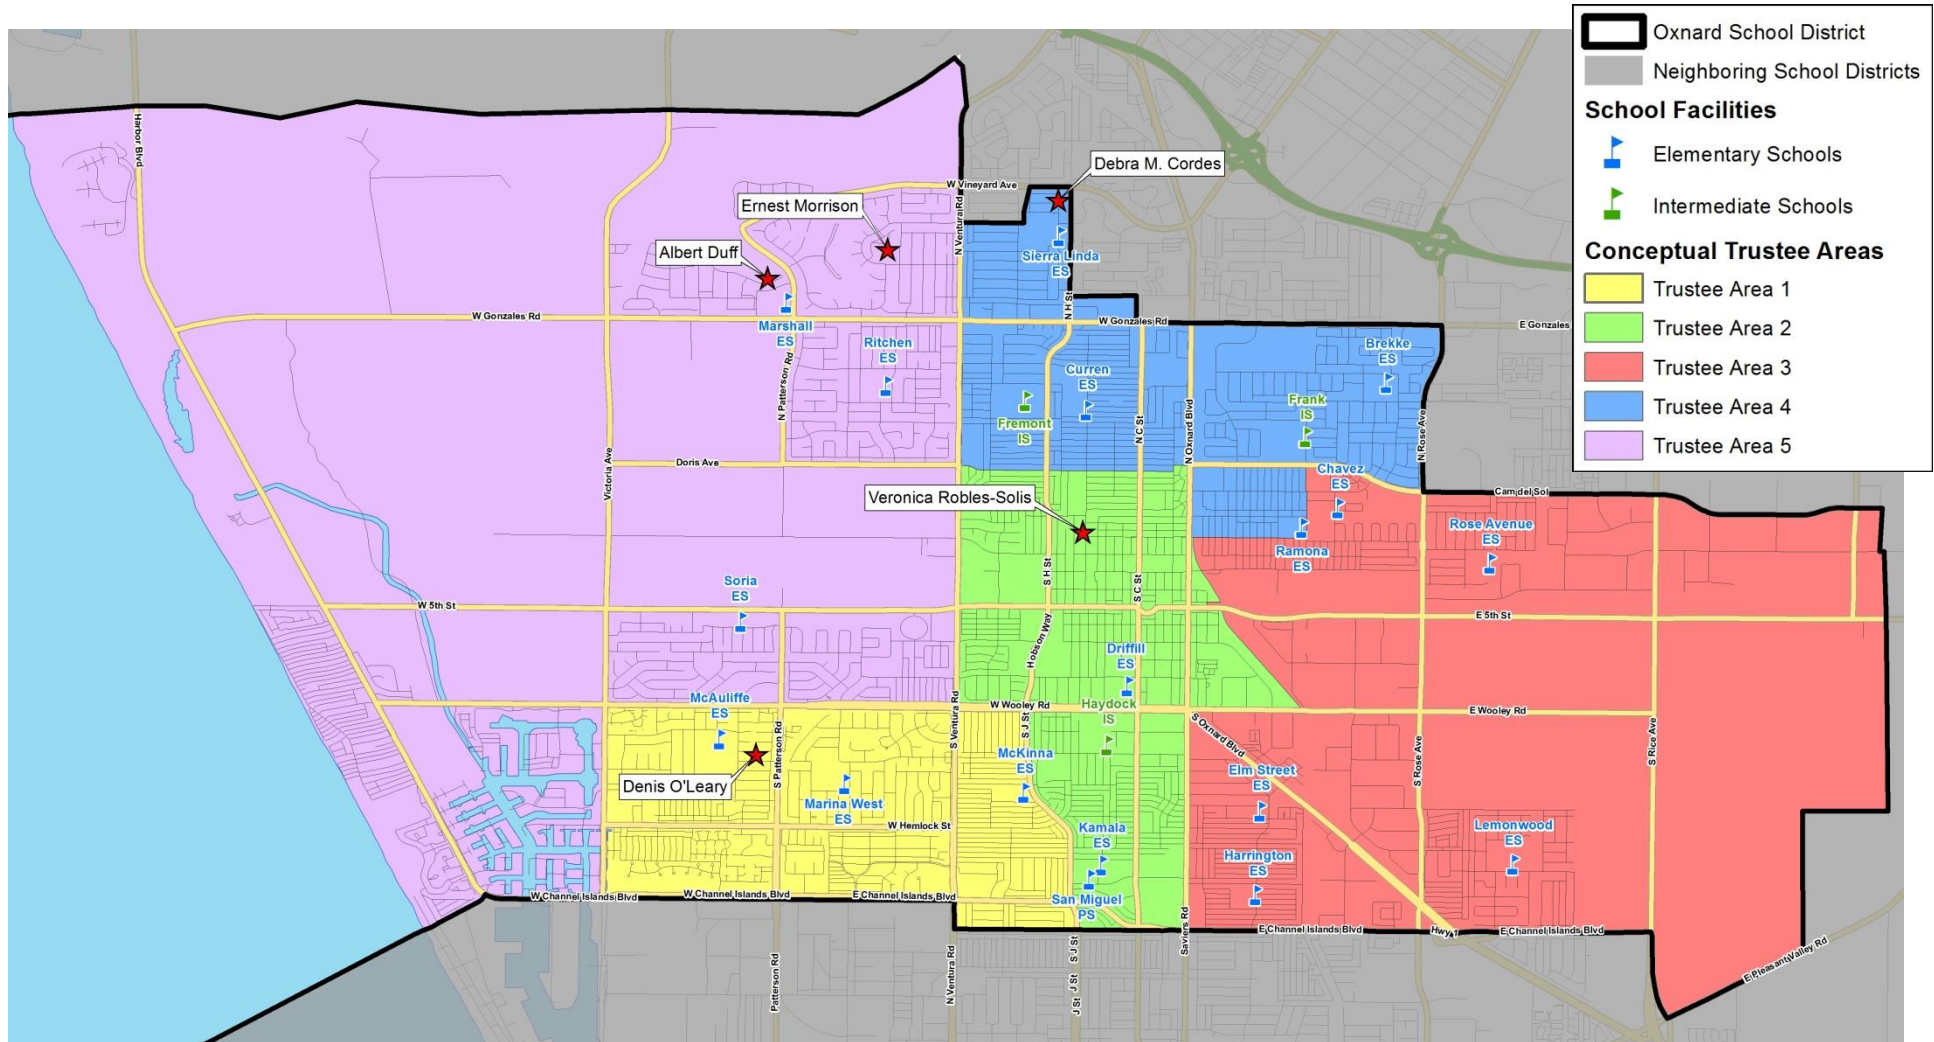 Oxnard School District
Neighboring School Districts
School Facilities
Elementary Schools
Intermediate Schools
Conceptual Trustee Areas
Trustee Area 1
Trustee Area 2
Trustee Area 3
Trustee Area 4
Trustee Area 5
Harbor Blvd
Debra M. Cordes
W Vineyard Ave
Ernest Morrison
N Ventura Rd
Albert Duff
Sierra Linda
ES
N H St
W Gonzales Rd
Marshall
ES
W Gonzales Rd
E Gonzales
Ritchen
ES
Brekke
ES
N Patterson Rd
Curren
ES
Fremont
IS
N C St
N Oxnard Blvd
Frank
IS
N Rose Ave
Victoria Ave
Doris Ave
Chavez
ES
Veronica Robles-Solis
Cam del Sol
Rose Avenue
ES
Ramona
ES
Soria
ES
S H St
S C St
W 5th St
E 5th St
Hobson Way
Driffill
ES
McAuliffe
ES
S Ventura Rd
W Wooley Rd
Haydock
IS
E Wooley Rd
S Patterson Rd
S J St
S Oxnard Blvd
S Rose Ave
S Rice Ave
McKinna
ES
Denis O'Leary
Elm Street
ES
Marina West
ES
W Hemlock St
Kamala
ES
Lemonwood
ES
Harrington
ES
W Channel Islands Blvd
W Channel Islands Blvd
E Channel Islands Blvd
San Miguel
PS
Saviers Rd
E Channel Islands Blvd
Hwy 1
E Channel Islands Blvd
E Pleasant Valley Rd
Patterson Rd
N Ventura Rd
S J St
J St